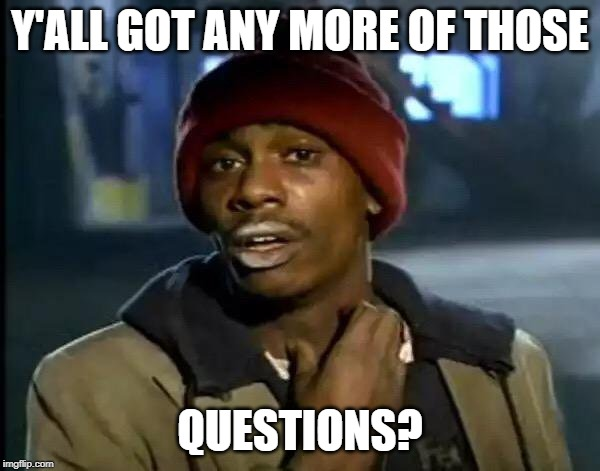 Y'ALL GOT ANY MORE OF THOSE
QUESTIONS?
imgflip.com